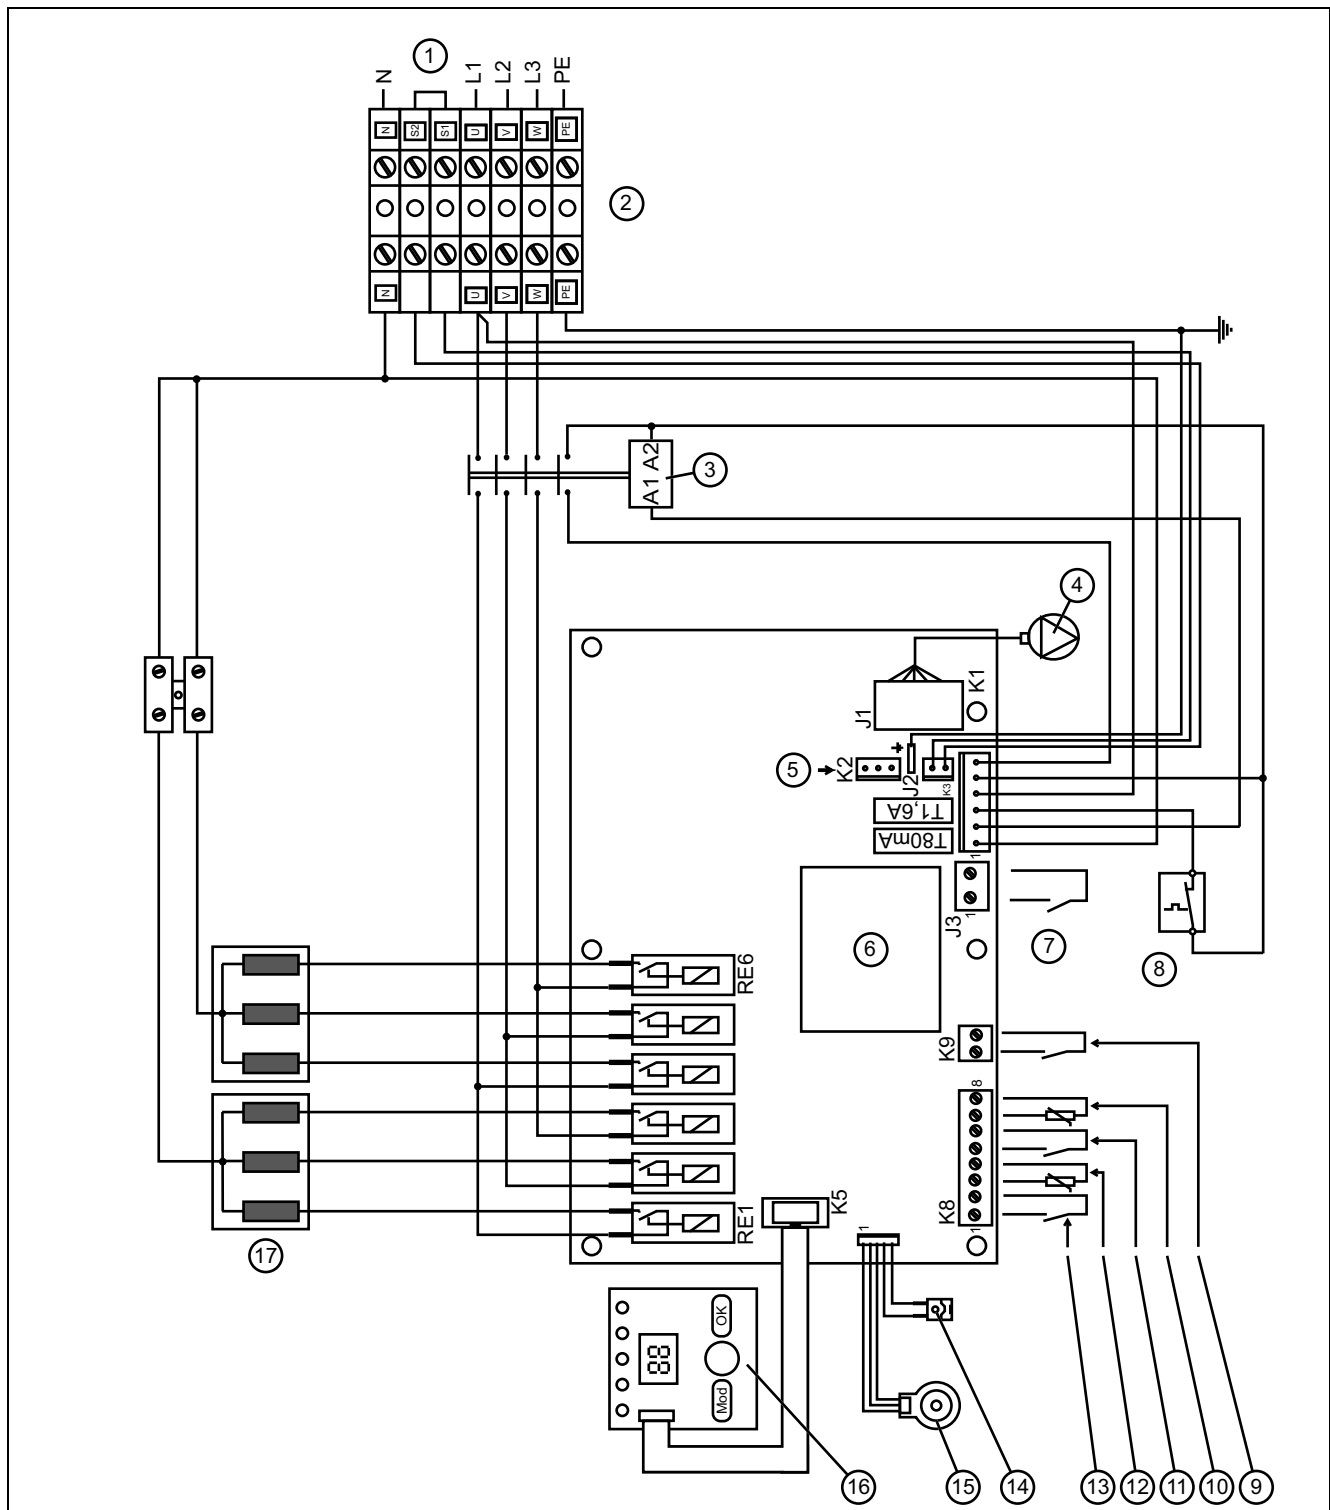 1
N
L1
L2
L3
PE
N
S2
S1
U
V
W
PE
2
N
U
V
W
PE
A1 A2
3
4
J1
K1
5
K2
J2
K3
T1,6A
T80mA
1
J3
1
6
7
8
RE6
K9
8
K8
1
RE1
K5
1
17
88
OK
Mod
16
15
14
13
12
11
10
9